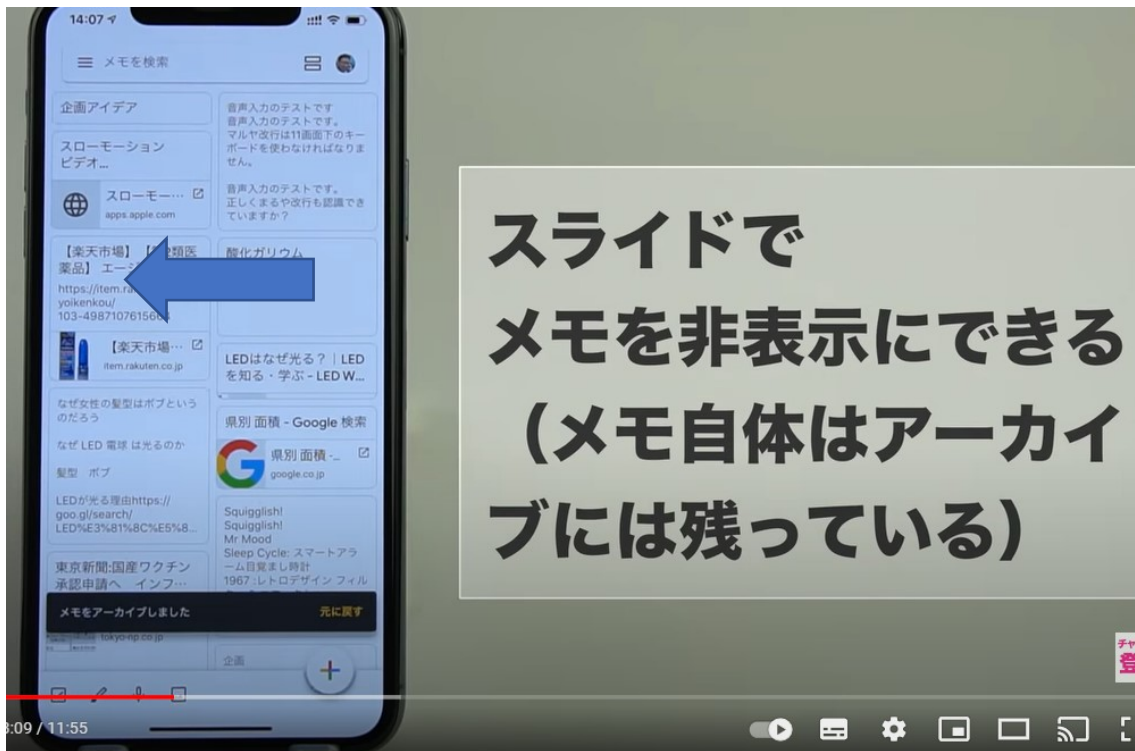 14:07
メモを検索
企画アイデア
スローモーション
ビデオ...
スローモー…
apps.apple.com
【楽天市場】
薬品】 エージ
https://item.ra
yoikenkou/
103-4987107615664
【楽天市場…
item.rakuten.co.jp
なぜ女性の髪型はボブという
のだろう
なぜ LED 電球 は光るのか
髪型 ボブ
LEDが光る理由https://
goo.gl/search/
LED%E3%81%8C%E5%8...
東京新聞:国産ワクチン
承認申請へ インフ…
tokyo-np.co.jp
音声入力のテストです
音声入力のテストです。
マルや改行は11画面下のキー
ボードを使わなければなりま
せん。
音声入力のテストです。
正しくまるや改行も認識でき
ていますか？
酸化ガリウム
LEDはなぜ光る？｜LED
を知る・学ぶ – LED W...
県別 面積 - Google 検索
県別 面積 -...
google.co.jp
Squigglish!
Squigglish!
Mr Mood
Sleep Cycle: スマートアラ
ーム目覚まし時計
1967 :レトロデザイン フィル
企画
メモをアーカイブしました
元に戻す
スライドで
メモを非表示にできる
（メモ自体はアーカイ
ブには残っている）
:09 / 11:55